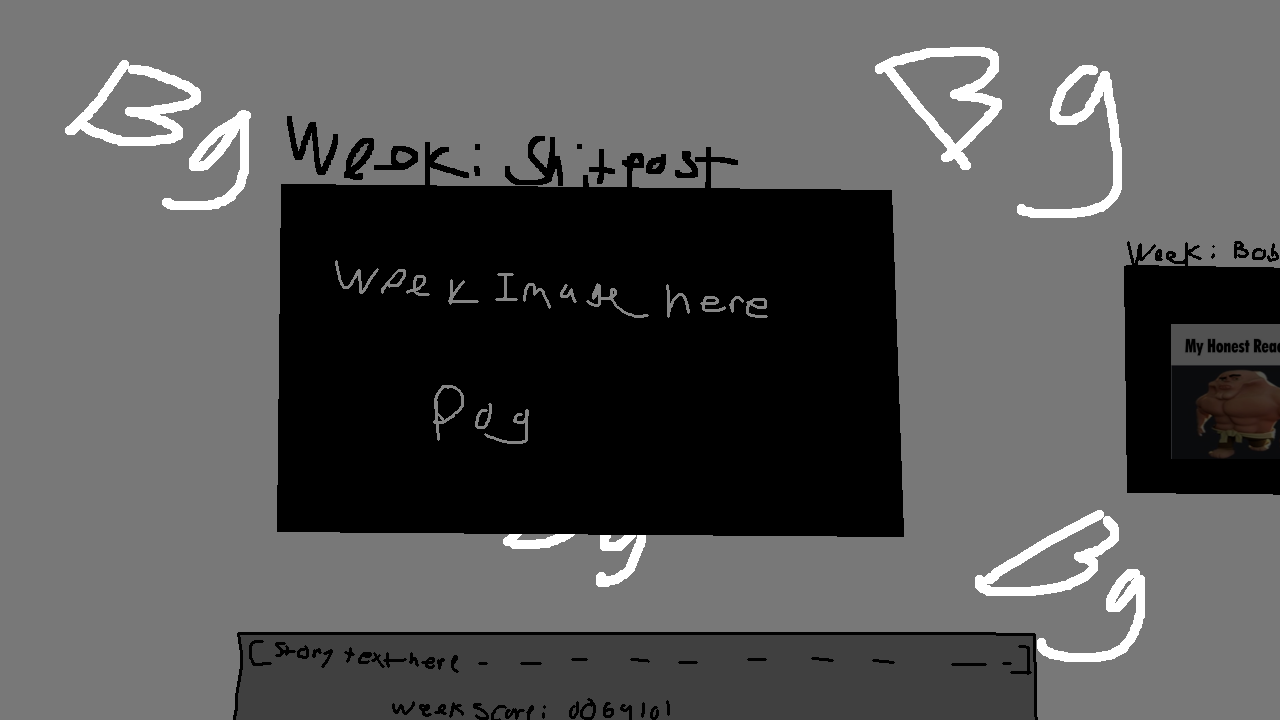 Bg
Bg
Week: Shitpost
Week: Bob
My Honest Reac
Week Image here
Pog
Bg
Bg
[Story text here - - - - - - - - - -]
Week Score: 0069101